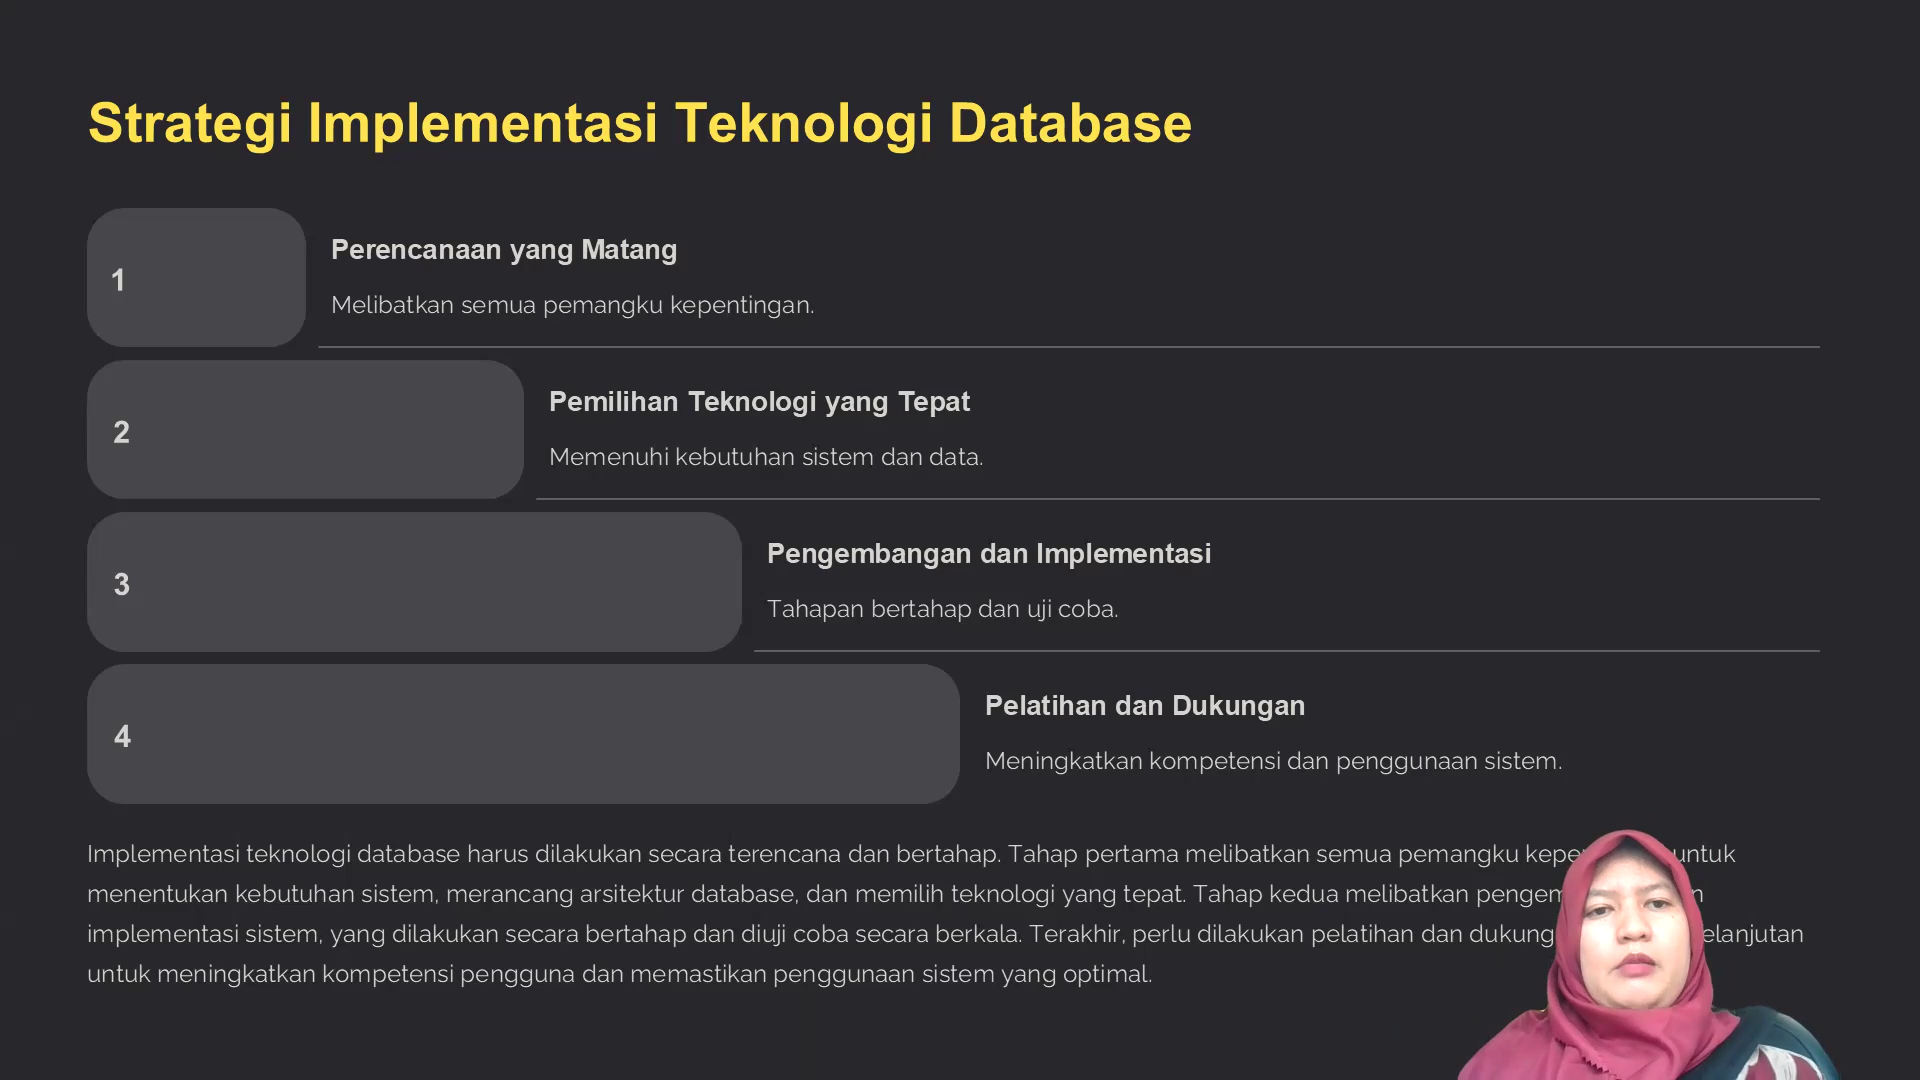 Strategi Implementasi Teknologi Database
1
Perencanaan yang Matang
Melibatkan semua pemangku kepentingan.
2
Pemilihan Teknologi yang Tepat
Memenuhi kebutuhan sistem dan data.
3
Pengembangan dan Implementasi
Tahapan bertahap dan uji coba.
4
Pelatihan dan Dukungan
Meningkatkan kompetensi dan penggunaan sistem.
Implementasi teknologi database harus dilakukan secara terencana dan bertahap. Tahap pertama melibatkan semua pemangku untuk
menentukan kebutuhan sistem, merancang arsitektur database, dan memilih teknologi yang tepat. Tahap kedua melibatkan
implementasi sistem, yang dilakukan secara bertahap dan diuji coba secara berkala. Terakhir, perlu dilakukan pelatihan dan
untuk meningkatkan kompetensi pengguna dan memastikan penggunaan sistem yang optimal.